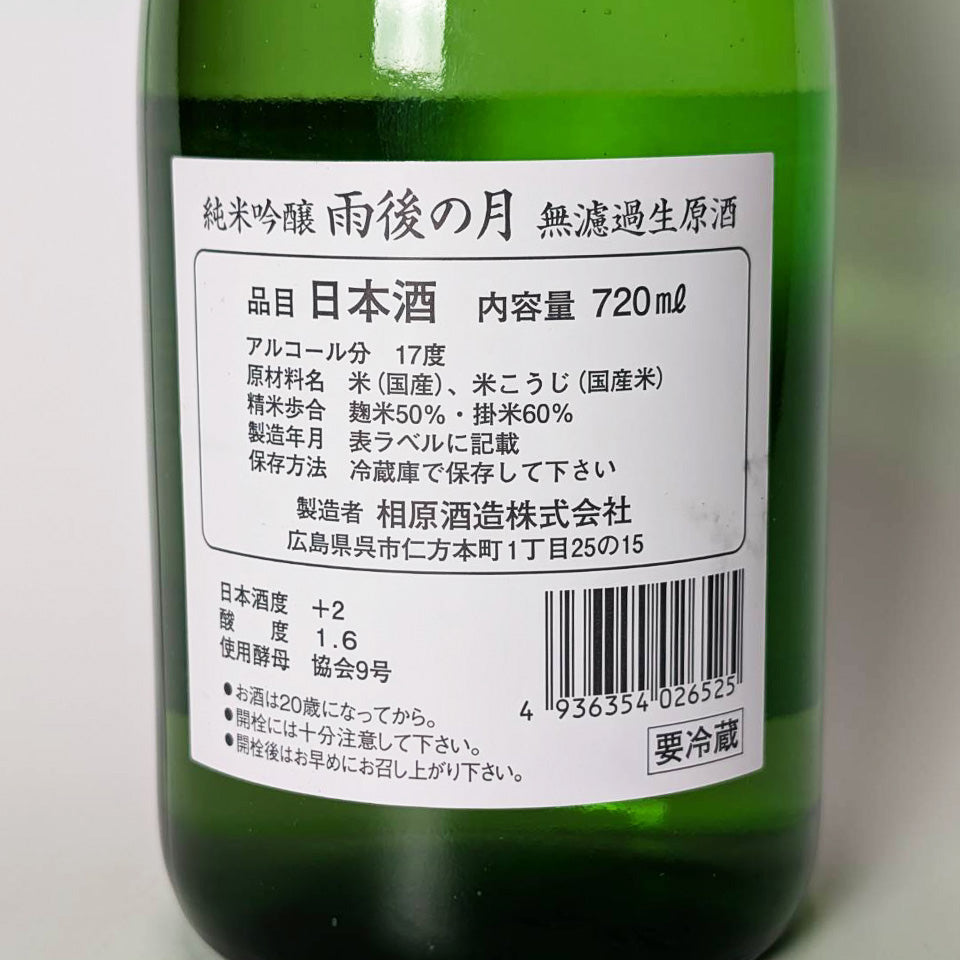 純米吟醸 雨後の月 無濾過生原酒
品目 日本酒 内容量 720㎖
アルコール分 17度
原材料名 米(国産)、米こうじ(国産米)
精米歩合 麹米50%・掛米60%
製造年月 表ラベルに記載
保存方法 冷蔵庫で保存して下さい
製造者 相原酒造株式会社
広島県呉市仁方本町1丁目25の15
日本酒度 +2
酸度 1.6
使用酵母 協会9号
●お酒は20歳になってから。
●開栓には十分注意して下さい。
●開栓後はお早めにお召し上がり下さい。
4 936354 026525
要冷蔵